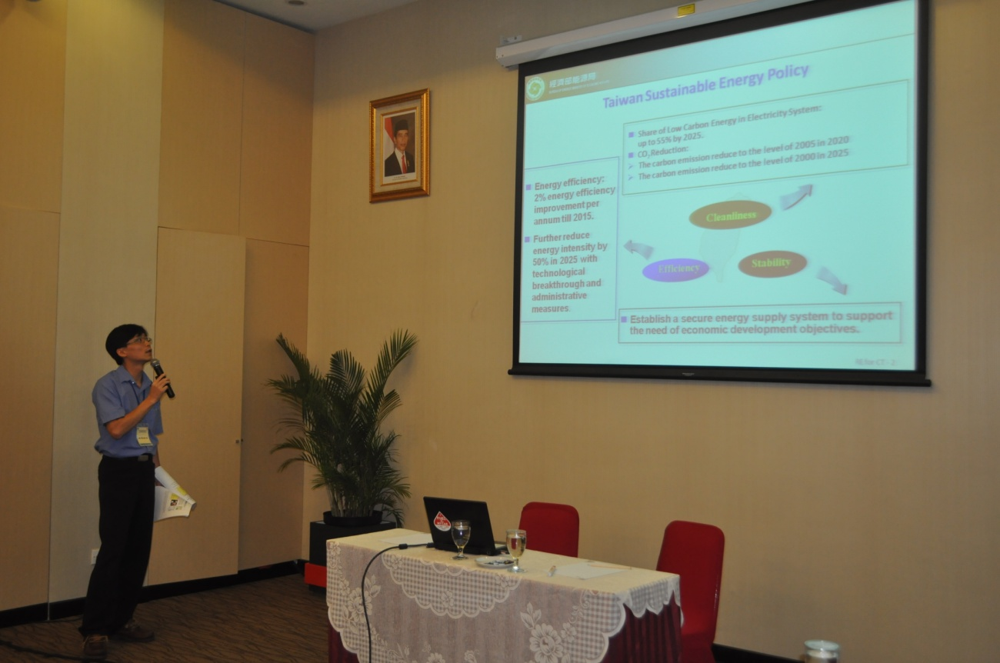 經濟部能源局
Taiwan Sustainable Energy Policy
■ Share of Low Carbon Energy in Electricity System:
up to 55% by 2025.
■ CO₂ Reduction:
➢ The carbon emission reduce to the level of 2005 in 2020
➢ The carbon emission reduce to the level of 2000 in 2025
■ Energy efficiency:
2% energy efficiency
improvement per
annum till 2015.
■ Further reduce
energy intensity by
50% in 2025 with
technological
breakthrough and
administrative
measures.
Cleanliness
Efficiency
Stability
■ Establish a secure energy supply system to support
the need of economic development objectives.